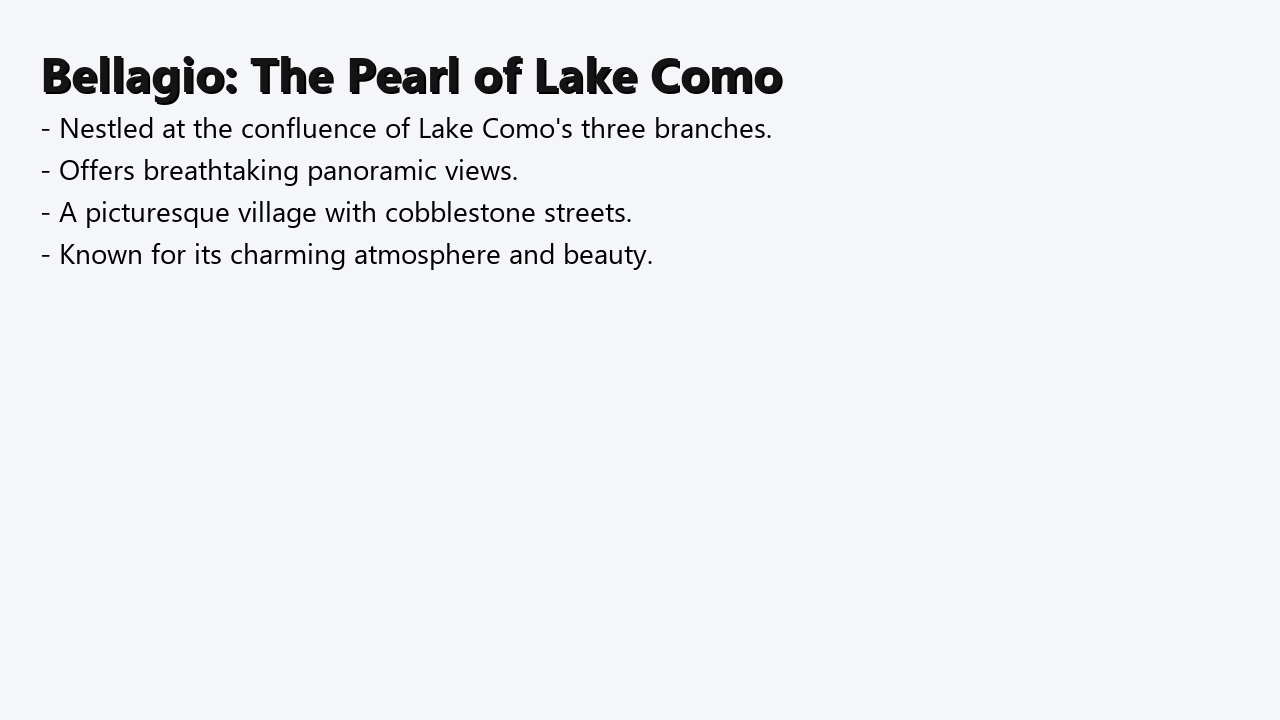 Bellagio: The Pearl of Lake Como
- Nestled at the confluence of Lake Como's three branches.
- Offers breathtaking panoramic views.
- A picturesque village with cobblestone streets.
- Known for its charming atmosphere and beauty.